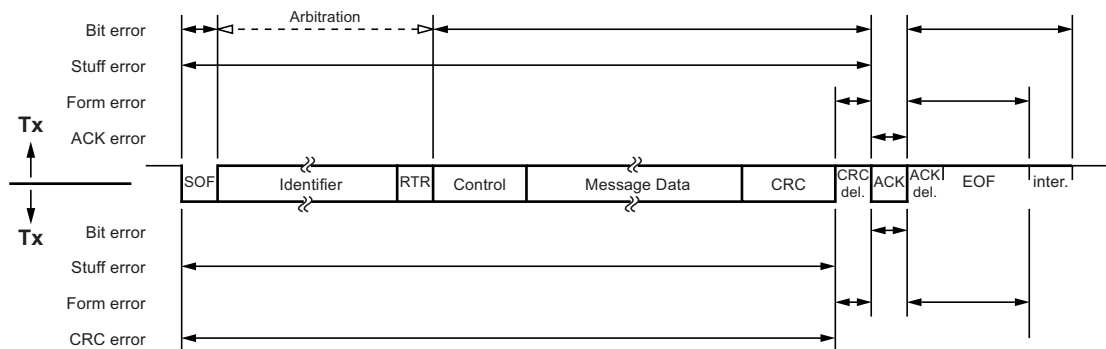 Arbitration
Bit error
Stuff error
Form error
Tx
ACK error
SOF Identifier RTR Control Message Data CRC CRC del. ACK ACK del. EOF inter.
Tx
Bit error
Stuff error
Form error
CRC error